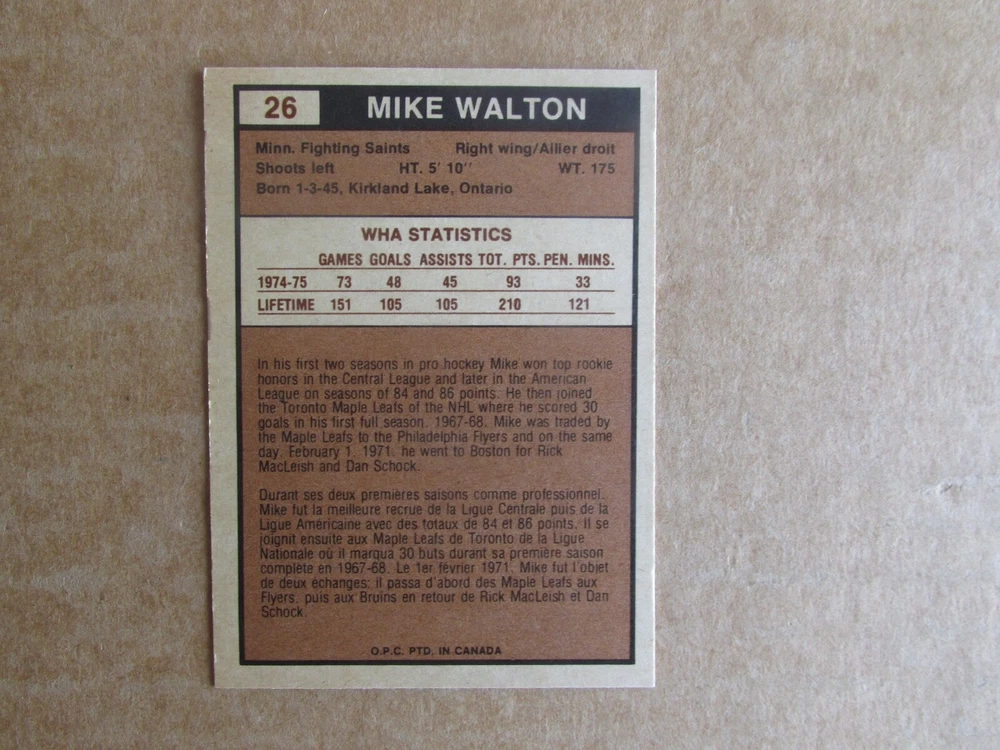 26 MIKE WALTON
Minn. Fighting Saints Right wing/Ailier droit
Shoots left HT. 5' 10'' WT. 175
Born 1-3-45, Kirkland Lake, Ontario
WHA STATISTICS
GAMES GOALS ASSISTS TOT. PTS. PEN. MINS.
1974-75 73 48 45 93 33
LIFETIME 151 105 105 210 121
In his first two seasons in pro hockey Mike won top rookie
honors in the Central League and later in the American
League on seasons of 84 and 86 points. He then joined
the Toronto Maple Leafs of the NHL where he scored 30
goals in his first full season, 1967-68. Mike was traded by
the Maple Leafs to the Philadelphia Flyers and on the same
day, February 1, 1971, he went to Boston for Rick
MacLeish and Dan Schock.
Durant ses deux premières saisons comme professionnel,
Mike fut la meilleure recrue de la Ligue Centrale puis de la
Ligue Américaine avec des totaux de 84 et 86 points. Il se
joignit ensuite aux Maple Leafs de Toronto de la Ligue
Nationale où il marqua 30 buts durant sa première saison
complète en 1967-68. Le 1er février 1971, Mike fut l'objet
de deux échanges: il passa d'abord des Maple Leafs aux
Flyers, puis aux Bruins en retour de Rick MacLeish et Dan
Schock.
O.P.C. PTD. IN CANADA